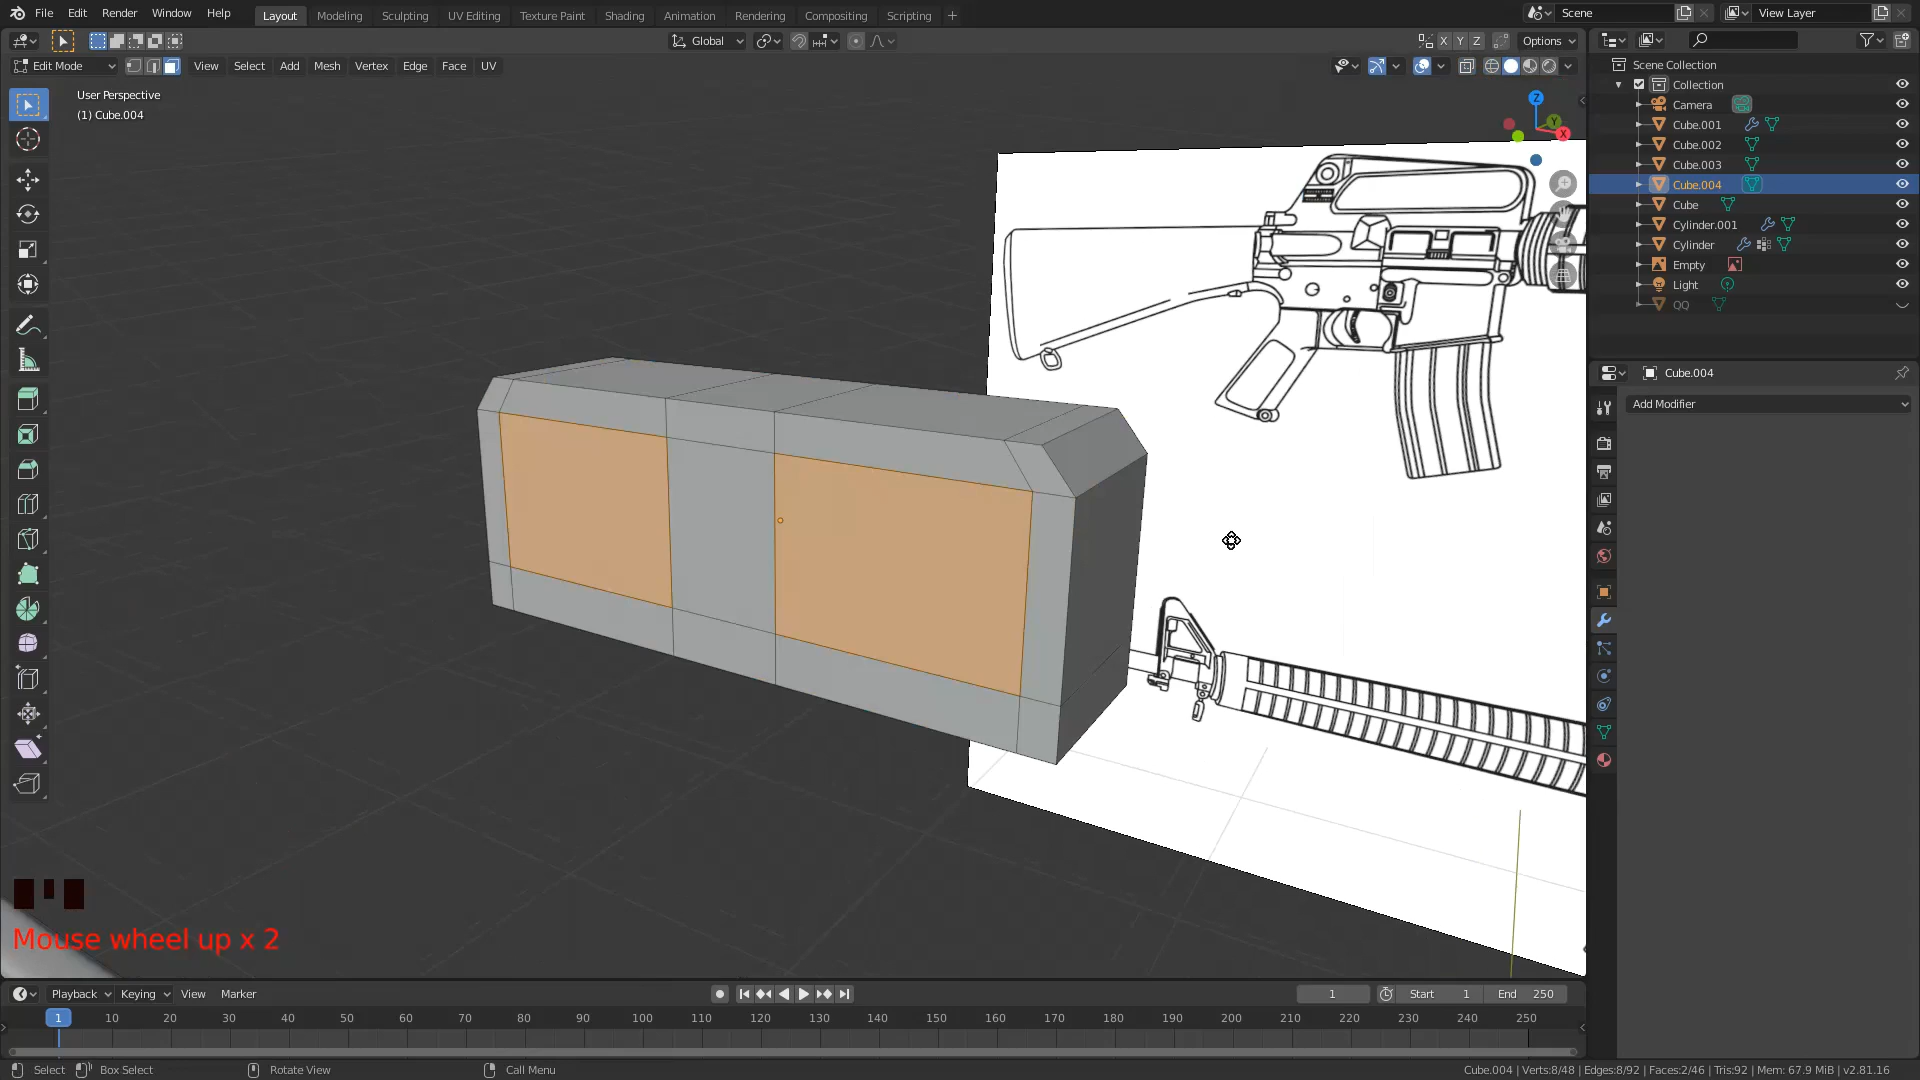 File Edit Render Window Help Layout Modeling Sculpting UV Editing Texture Paint Shading Animation Rendering Compositing Scripting + Scene View Layer
Global X Y Z Options
Edit Mode View Select Add Mesh Vertex Edge Face UV
User Perspective
(1) Cube.004
Z
Y
X
Scene Collection
Collection
Camera
Cube.001
Cube.002
Cube.003
Cube.004
Cube
Cylinder.001
Cylinder
Empty
Light
QQ
Cube.004
Add Modifier
Mouse wheel up x 2
Playback Keying View Marker 1 Start 1 End 250
1 10 20 30 40 50 60 70 80 90 100 110 120 130 140 150 160 170 180 190 200 210 220 230 240 250
Select Box Select Rotate View Call Menu Cube.004 | Verts:8/48 | Edges:8/92 | Faces:2/46 | Tris:92 | Mem: 67.9 MiB | v2.81.16